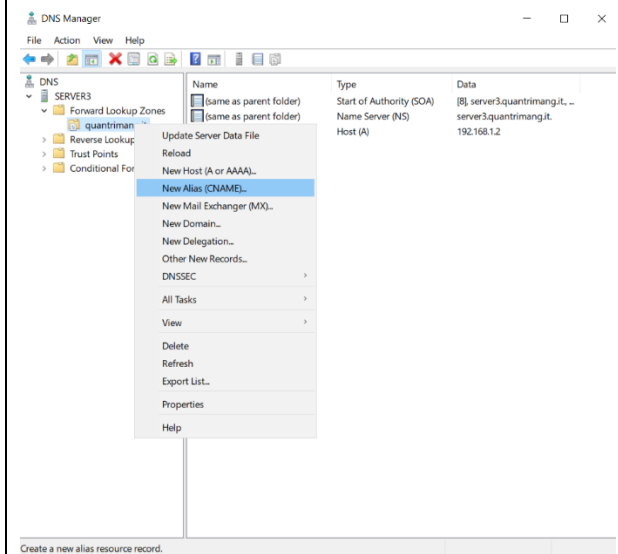 DNS Manager
File Action View Help
DNS
SERVER3
Forward Lookup Zones
quantrimang.it
Reverse Lookup
Trust Points
Conditional For
Name Type Data
(same as parent folder) Start of Authority (SOA) [8], server3.quantrimang.it., ...
(same as parent folder) Name Server (NS) server3.quantrimang.it.
Host (A) 192.168.1.2
Update Server Data File
Reload
New Host (A or AAAA)...
New Alias (CNAME)...
New Mail Exchanger (MX)...
New Domain...
New Delegation...
Other New Records...
DNSSEC
All Tasks
View
Delete
Refresh
Export List...
Properties
Help
Create a new alias resource record.